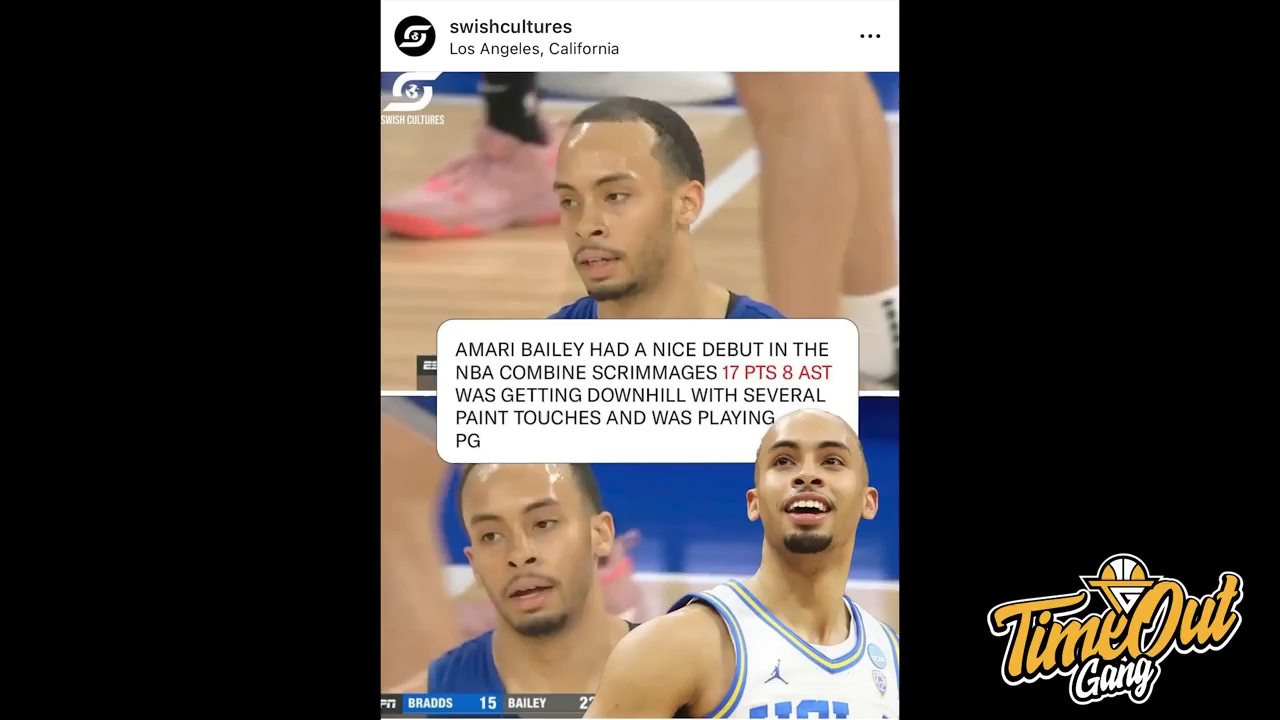 swishcultures
Los Angeles, California
SWISH CULTURES
AMARI BAILEY HAD A NICE DEBUT IN THE
NBA COMBINE SCRIMMAGES 17 PTS 8 AST
WAS GETTING DOWNHILL WITH SEVERAL
PAINT TOUCHES AND WAS PLAYING
PG
BRADDS 15 BAILEY
TimeOut
Gang